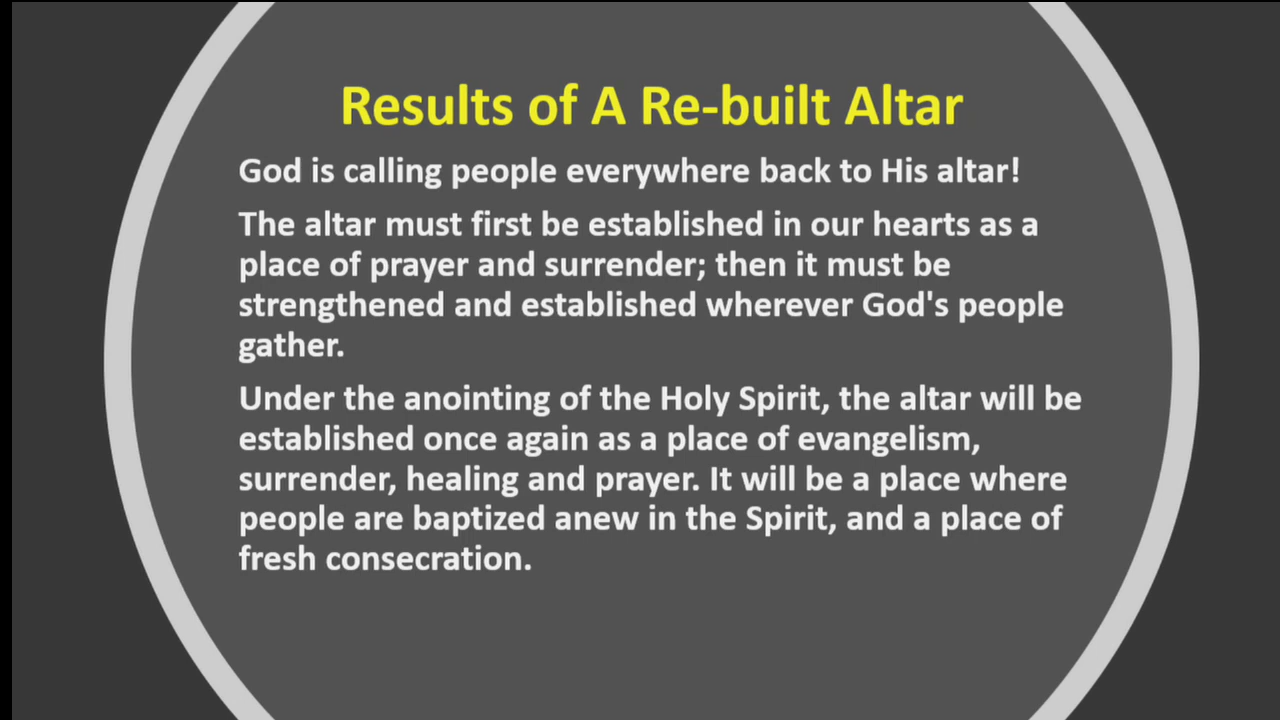 Results of A Re-built Altar
God is calling people everywhere back to His altar!
The altar must first be established in our hearts as a
place of prayer and surrender; then it must be
strengthened and established wherever God's people
gather.
Under the anointing of the Holy Spirit, the altar will be
established once again as a place of evangelism,
surrender, healing and prayer. It will be a place where
people are baptized anew in the Spirit, and a place of
fresh consecration.